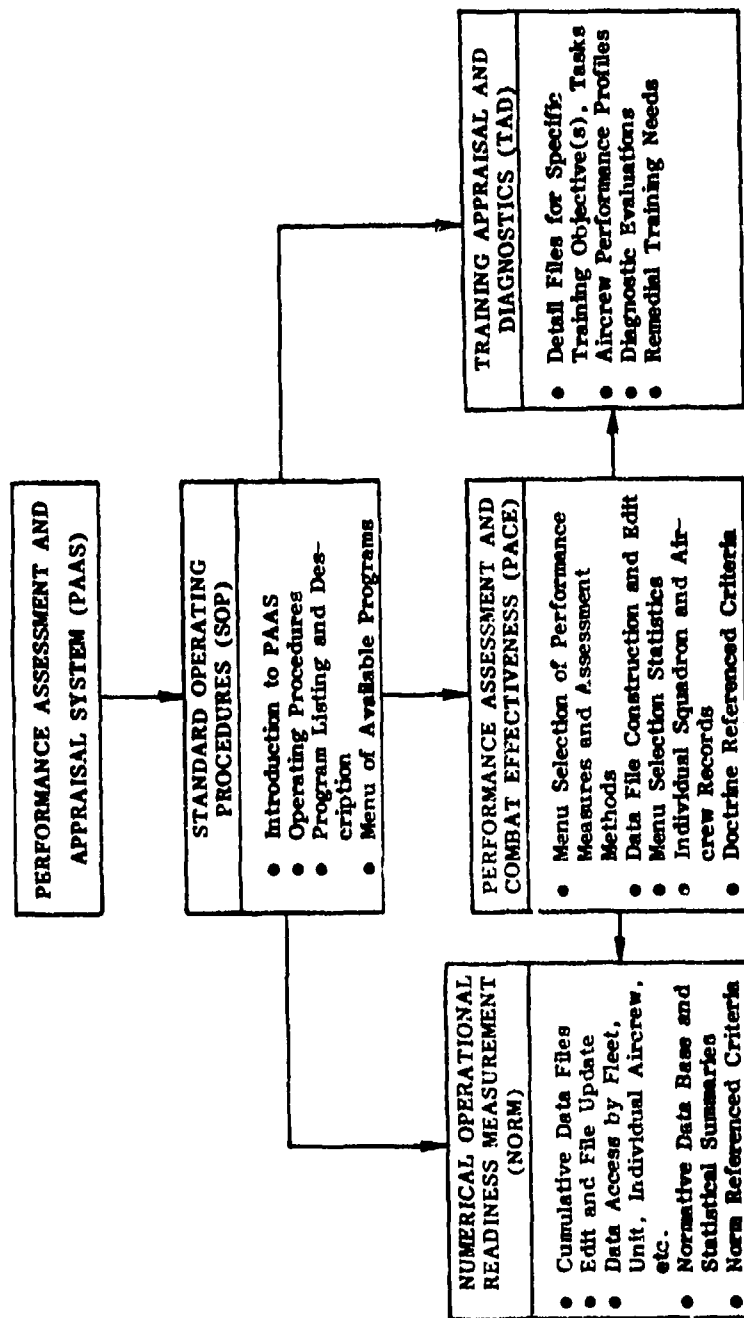 PERFORMANCE ASSESSMENT AND
APPRAISAL SYSTEM (PAAS)
STANDARD OPERATING
PROCEDURES (SOP)
● Introduction to PAAS
● Operating Procedures
● Program Listing and Des-
cription
● Menu of Available Programs
NUMERICAL OPERATIONAL
READINESS MEASUREMENT
(NORM)
● Cumulative Data Files
● Edit and File Update
● Data Access by Fleet,
Unit, Individual Aircrew,
etc.
● Normative Data Base and
Statistical Summaries
● Norm Referenced Criteria
PERFORMANCE ASSESSMENT AND
COMBAT EFFECTIVENESS (PACE)
● Menu Selection of Performance
Measures and Assessment
Methods
● Data File Construction and Edit
● Menu Selection Statistics
● Individual Squadron and Air-
crew Records
● Doctrine Referenced Criteria
TRAINING APPRAISAL AND
DIAGNOSTICS (TAD)
● Detail Files for Specific
Training Objective(s), Tasks
● Aircrew Performance Profiles
● Diagnostic Evaluations
● Remedial Training Needs